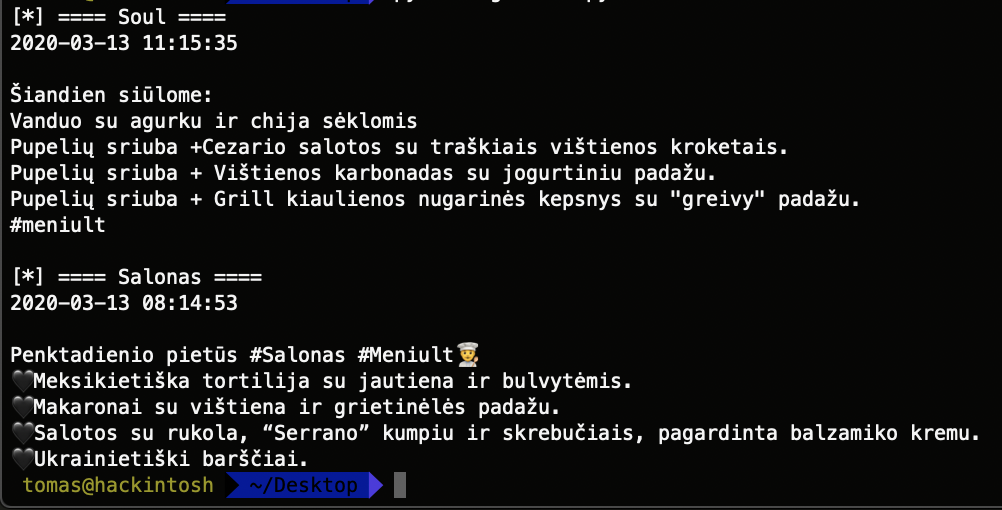 [*] ==== Soul ====
2020-03-13 11:15:35
Šiandien siūlome:
Vanduo su agurku ir chija sėklomis
Pupelių sriuba +Cezario salotos su traškiais vištienos kroketais.
Pupelių sriuba + Vištienos karbonadas su jogurtiniu padažu.
Pupelių sriuba + Grill kiaulienos nugarinės kepsnys su "greivy" padažu.
#meniult
[*] ==== Salonas ====
2020-03-13 08:14:53
Penktadienio pietūs #Salonas #Meniult👨‍🍳
🖤Meksikietiška tortilija su jautiena ir bulvytėmis.
🖤Makaronai su vištiena ir grietinėlės padažu.
🖤Salotos su rukola, “Serrano” kumpiu ir skrebučiais, pagardinta balzamiko kremu.
🖤Ukrainietiški barščiai.
tomas@hackintosh ~/Desktop